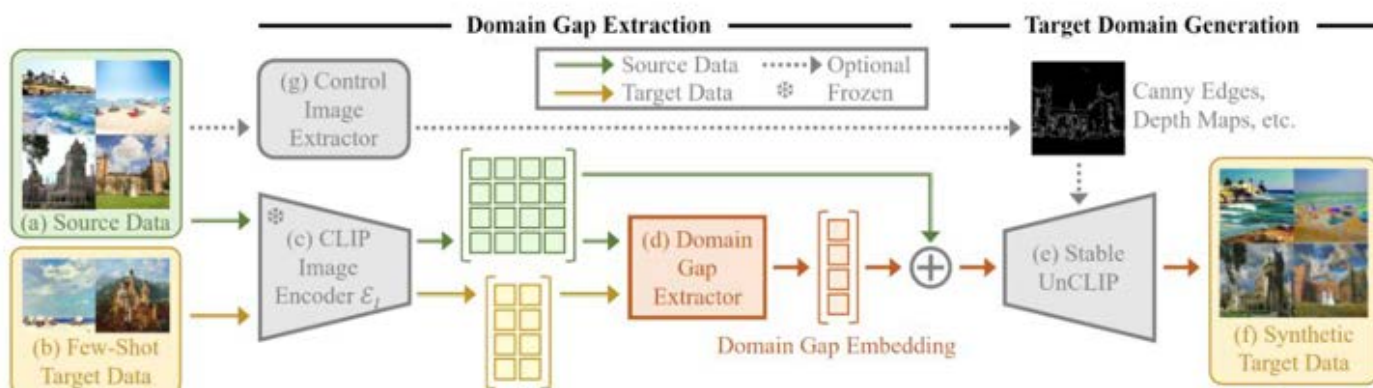 Domain Gap Extraction
Target Domain Generation
(a) Source Data
(g) Control
Image
Extractor
Source Data
Optional
Target Data
Frozen
Canny Edges,
Depth Maps, etc.
(b) Few-Shot
Target Data
(c) CLIP
Image
Encoder ℰ_I
(d) Domain
Gap
Extractor
Domain Gap Embedding
(e) Stable
UnCLIP
(f) Synthetic
Target Data